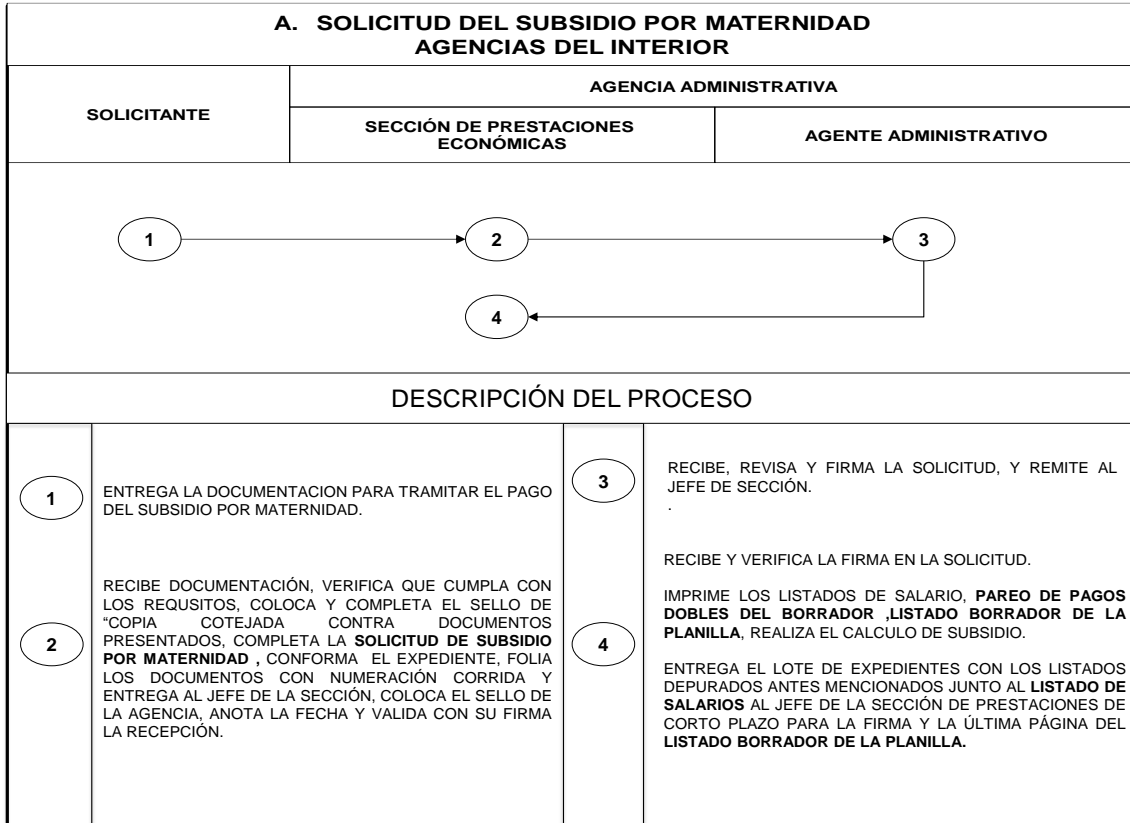 A. SOLICITUD DEL SUBSIDIO POR MATERNIDAD
AGENCIAS DEL INTERIOR
SOLICITANTE
AGENCIA ADMINISTRATIVA
SECCIÓN DE PRESTACIONES
ECONÓMICAS
AGENTE ADMINISTRATIVO
1
2
3
4
DESCRIPCIÓN DEL PROCESO
1
ENTREGA LA DOCUMENTACION PARA TRAMITAR EL PAGO
DEL SUBSIDIO POR MATERNIDAD.
2
RECIBE DOCUMENTACIÓN, VERIFICA QUE CUMPLA CON
LOS REQUSITOS, COLOCA Y COMPLETA EL SELLO DE
“COPIA COTEJADA CONTRA DOCUMENTOS
PRESENTADOS, COMPLETA LA SOLICITUD DE SUBSIDIO
POR MATERNIDAD , CONFORMA EL EXPEDIENTE, FOLIA
LOS DOCUMENTOS CON NUMERACIÓN CORRIDA Y
ENTREGA AL JEFE DE LA SECCIÓN, COLOCA EL SELLO DE
LA AGENCIA, ANOTA LA FECHA Y VALIDA CON SU FIRMA
LA RECEPCIÓN.
3
RECIBE, REVISA Y FIRMA LA SOLICITUD, Y REMITE AL
JEFE DE SECCIÓN.
.
4
RECIBE Y VERIFICA LA FIRMA EN LA SOLICITUD.
IMPRIME LOS LISTADOS DE SALARIO, PAREO DE PAGOS
DOBLES DEL BORRADOR ,LISTADO BORRADOR DE LA
PLANILLA, REALIZA EL CALCULO DE SUBSIDIO.
ENTREGA EL LOTE DE EXPEDIENTES CON LOS LISTADOS
DEPURADOS ANTES MENCIONADOS JUNTO AL LISTADO DE
SALARIOS AL JEFE DE LA SECCIÓN DE PRESTACIONES DE
CORTO PLAZO PARA LA FIRMA Y LA ÚLTIMA PÁGINA DEL
LISTADO BORRADOR DE LA PLANILLA.